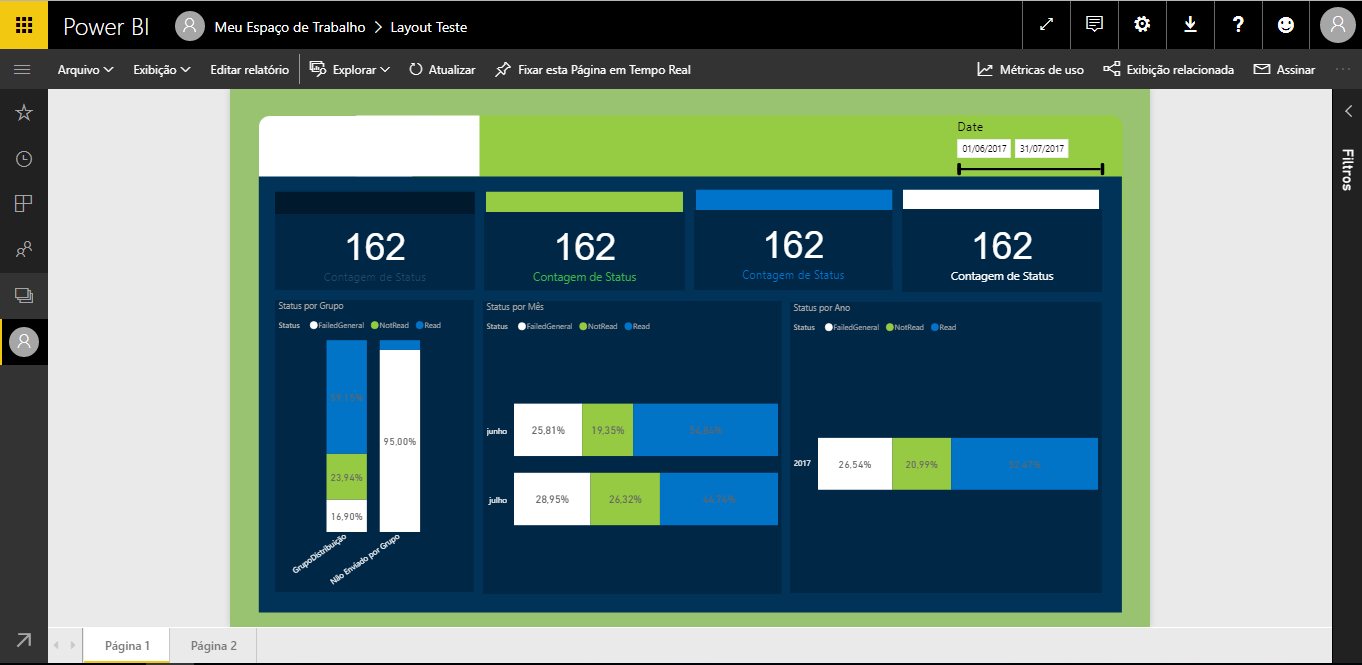 Power BI Meu Espaço de Trabalho > Layout Teste ?
Arquivo Exibição Editar relatório Explorar Atualizar Fixar esta Página em Tempo Real Métricas de uso Exibição relacionada Assinar ...
Filtros
Date
01/06/2017 31/07/2017
162 162 162 162
Contagem de Status Contagem de Status Contagem de Status Contagem de Status
Status por Grupo
Status FailedGeneral NotRead Read
95,00%
23,94%
16,90%
GrupoDistribuição
Não Enviado por Grupo
Status por Mês
Status FailedGeneral NotRead Read
junho 25,81% 19,35%
julho 28,95% 26,32%
Status por Ano
Status FailedGeneral NotRead Read
2017 26,54% 20,99%
Página 1 Página 2